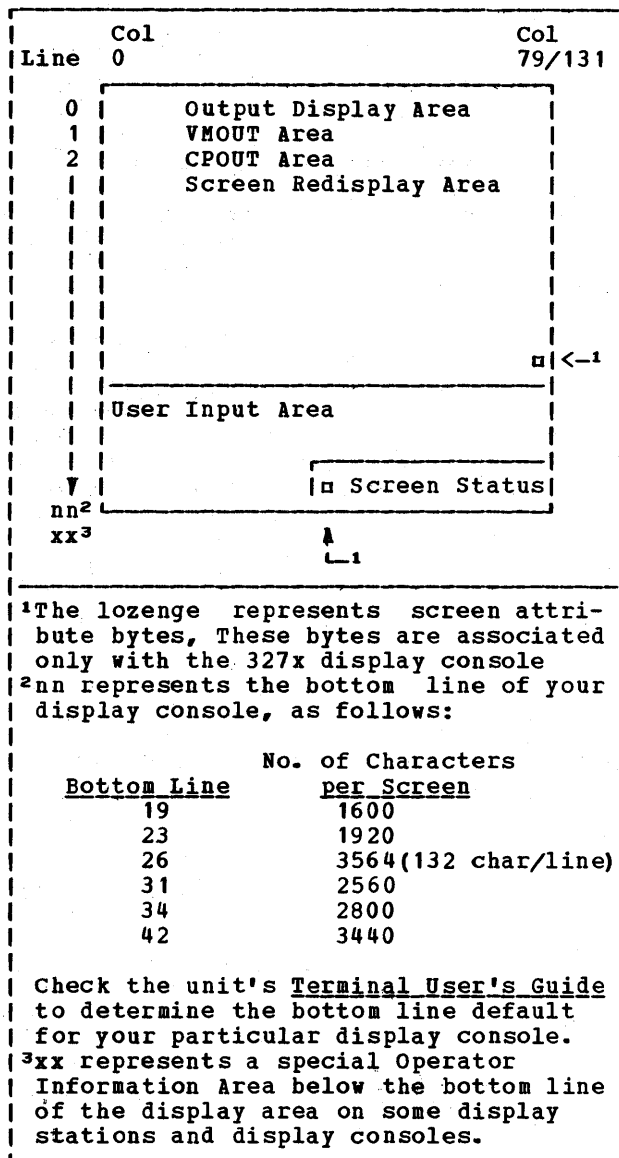 Col Col
Line 0 79/131
0 Output Display Area
1 VMOUT Area
2 CPOUT Area
Screen Redisplay Area
<—1
User Input Area
¤ Screen Status
nn²
xx³
1
¹The lozenge represents screen attri-
bute bytes, These bytes are associated
only with the 327x display console
²nn represents the bottom line of your
display console, as follows:
No. of Characters
Bottom Line per Screen
19 1600
23 1920
26 3564(132 char/line)
31 2560
34 2800
42 3440
Check the unit's Terminal User's Guide
to determine the bottom line default
for your particular display console.
³xx represents a special Operator
Information Area below the bottom line
of the display area on some display
stations and display consoles.